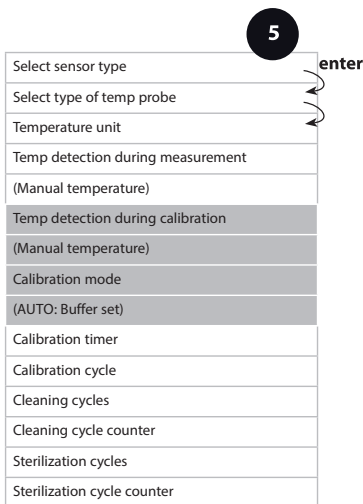 5
Select sensor type
enter
Select type of temp probe
Temperature unit
Temp detection during measurement
(Manual temperature)
Temp detection during calibration
(Manual temperature)
Calibration mode
(AUTO: Buffer set)
Calibration timer
Calibration cycle
Cleaning cycles
Cleaning cycle counter
Sterilization cycles
Sterilization cycle counter